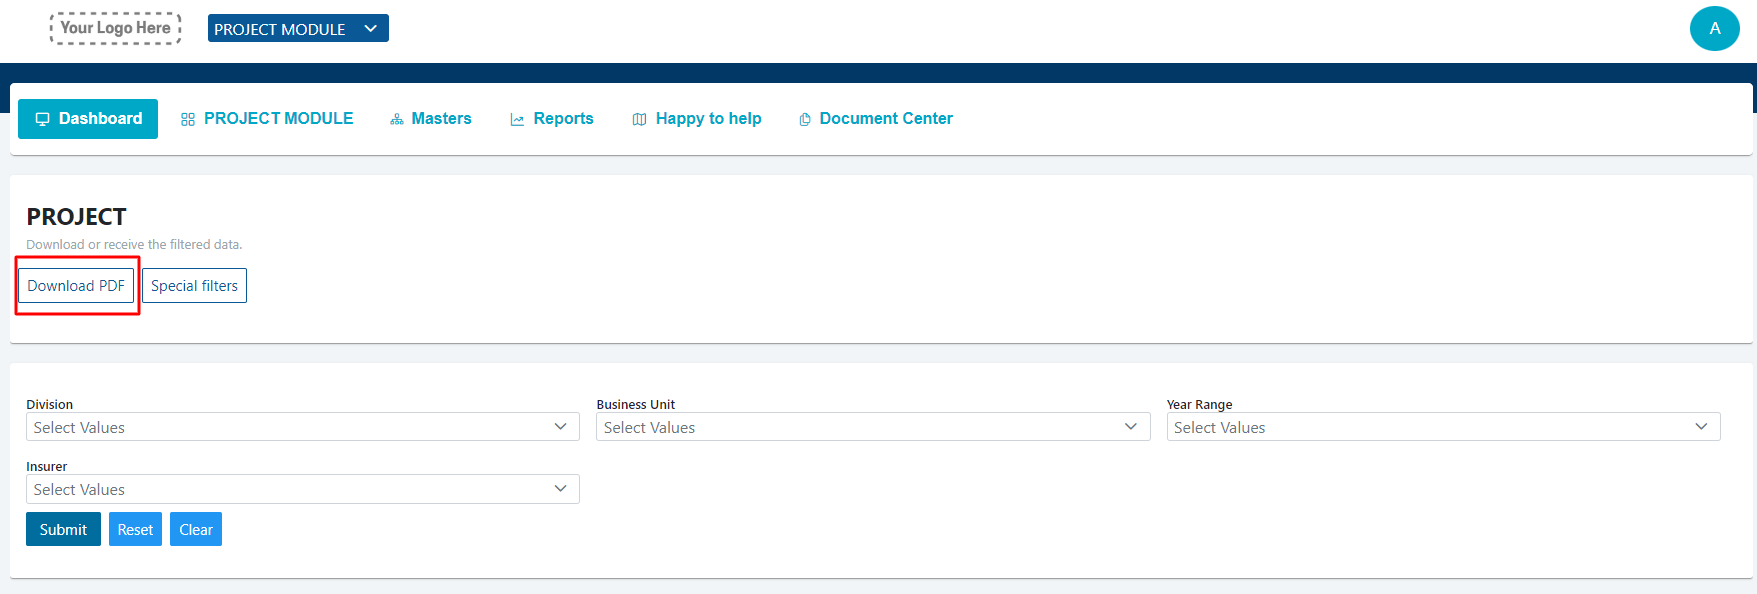 Your Logo Here
PROJECT MODULE
A
Dashboard
PROJECT MODULE
Masters
Reports
Happy to help
Document Center
PROJECT
Download or receive the filtered data.
Download PDF
Special filters
Division
Business Unit
Year Range
Select Values
Select Values
Select Values
Insurer
Select Values
Submit
Reset
Clear